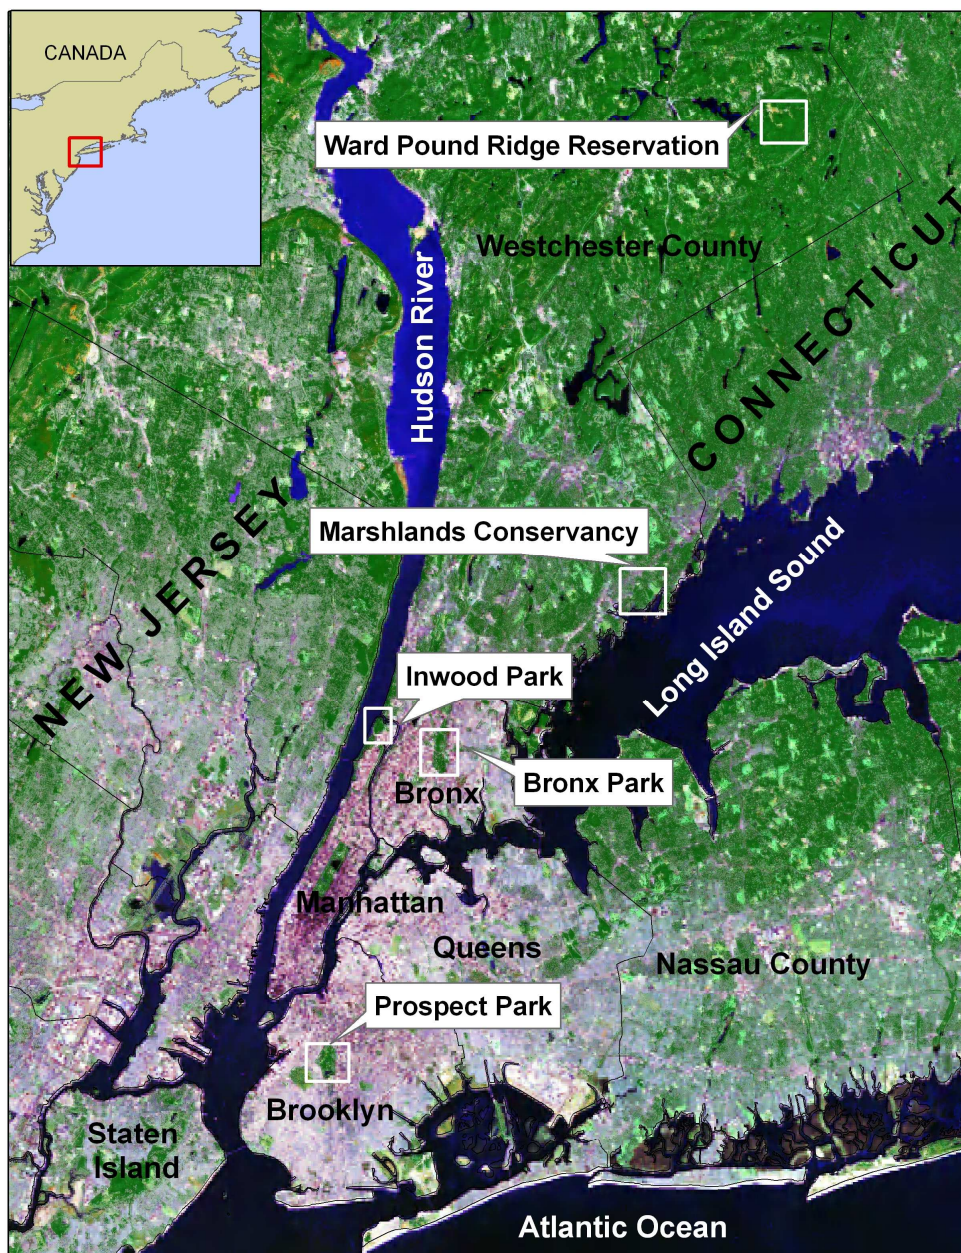 CANADA
Ward Pound Ridge Reservation
Westchester County
CONNECTICUT
Hudson River
NEW JERSEY
Marshlands Conservancy
Long Island Sound
Inwood Park
Bronx Park
Bronx
Manhattan
Queens
Nassau County
Prospect Park
Brooklyn
Staten
Island
Atlantic Ocean